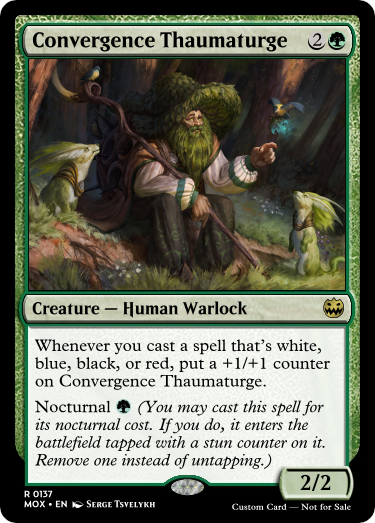 Convergence Thaumaturge 2
Creature — Human Warlock
Whenever you cast a spell that's white,
blue, black, or red, put a +1/+1 counter
on Convergence Thaumaturge.
Nocturnal (You may cast this spell for
its nocturnal cost. If you do, it enters the
battlefield tapped with a stun counter on it.
Remove one instead of untapping.)
2/2
R 0137
MOX • EN Serge Tsvelykh
Custom Card — Not for Sale